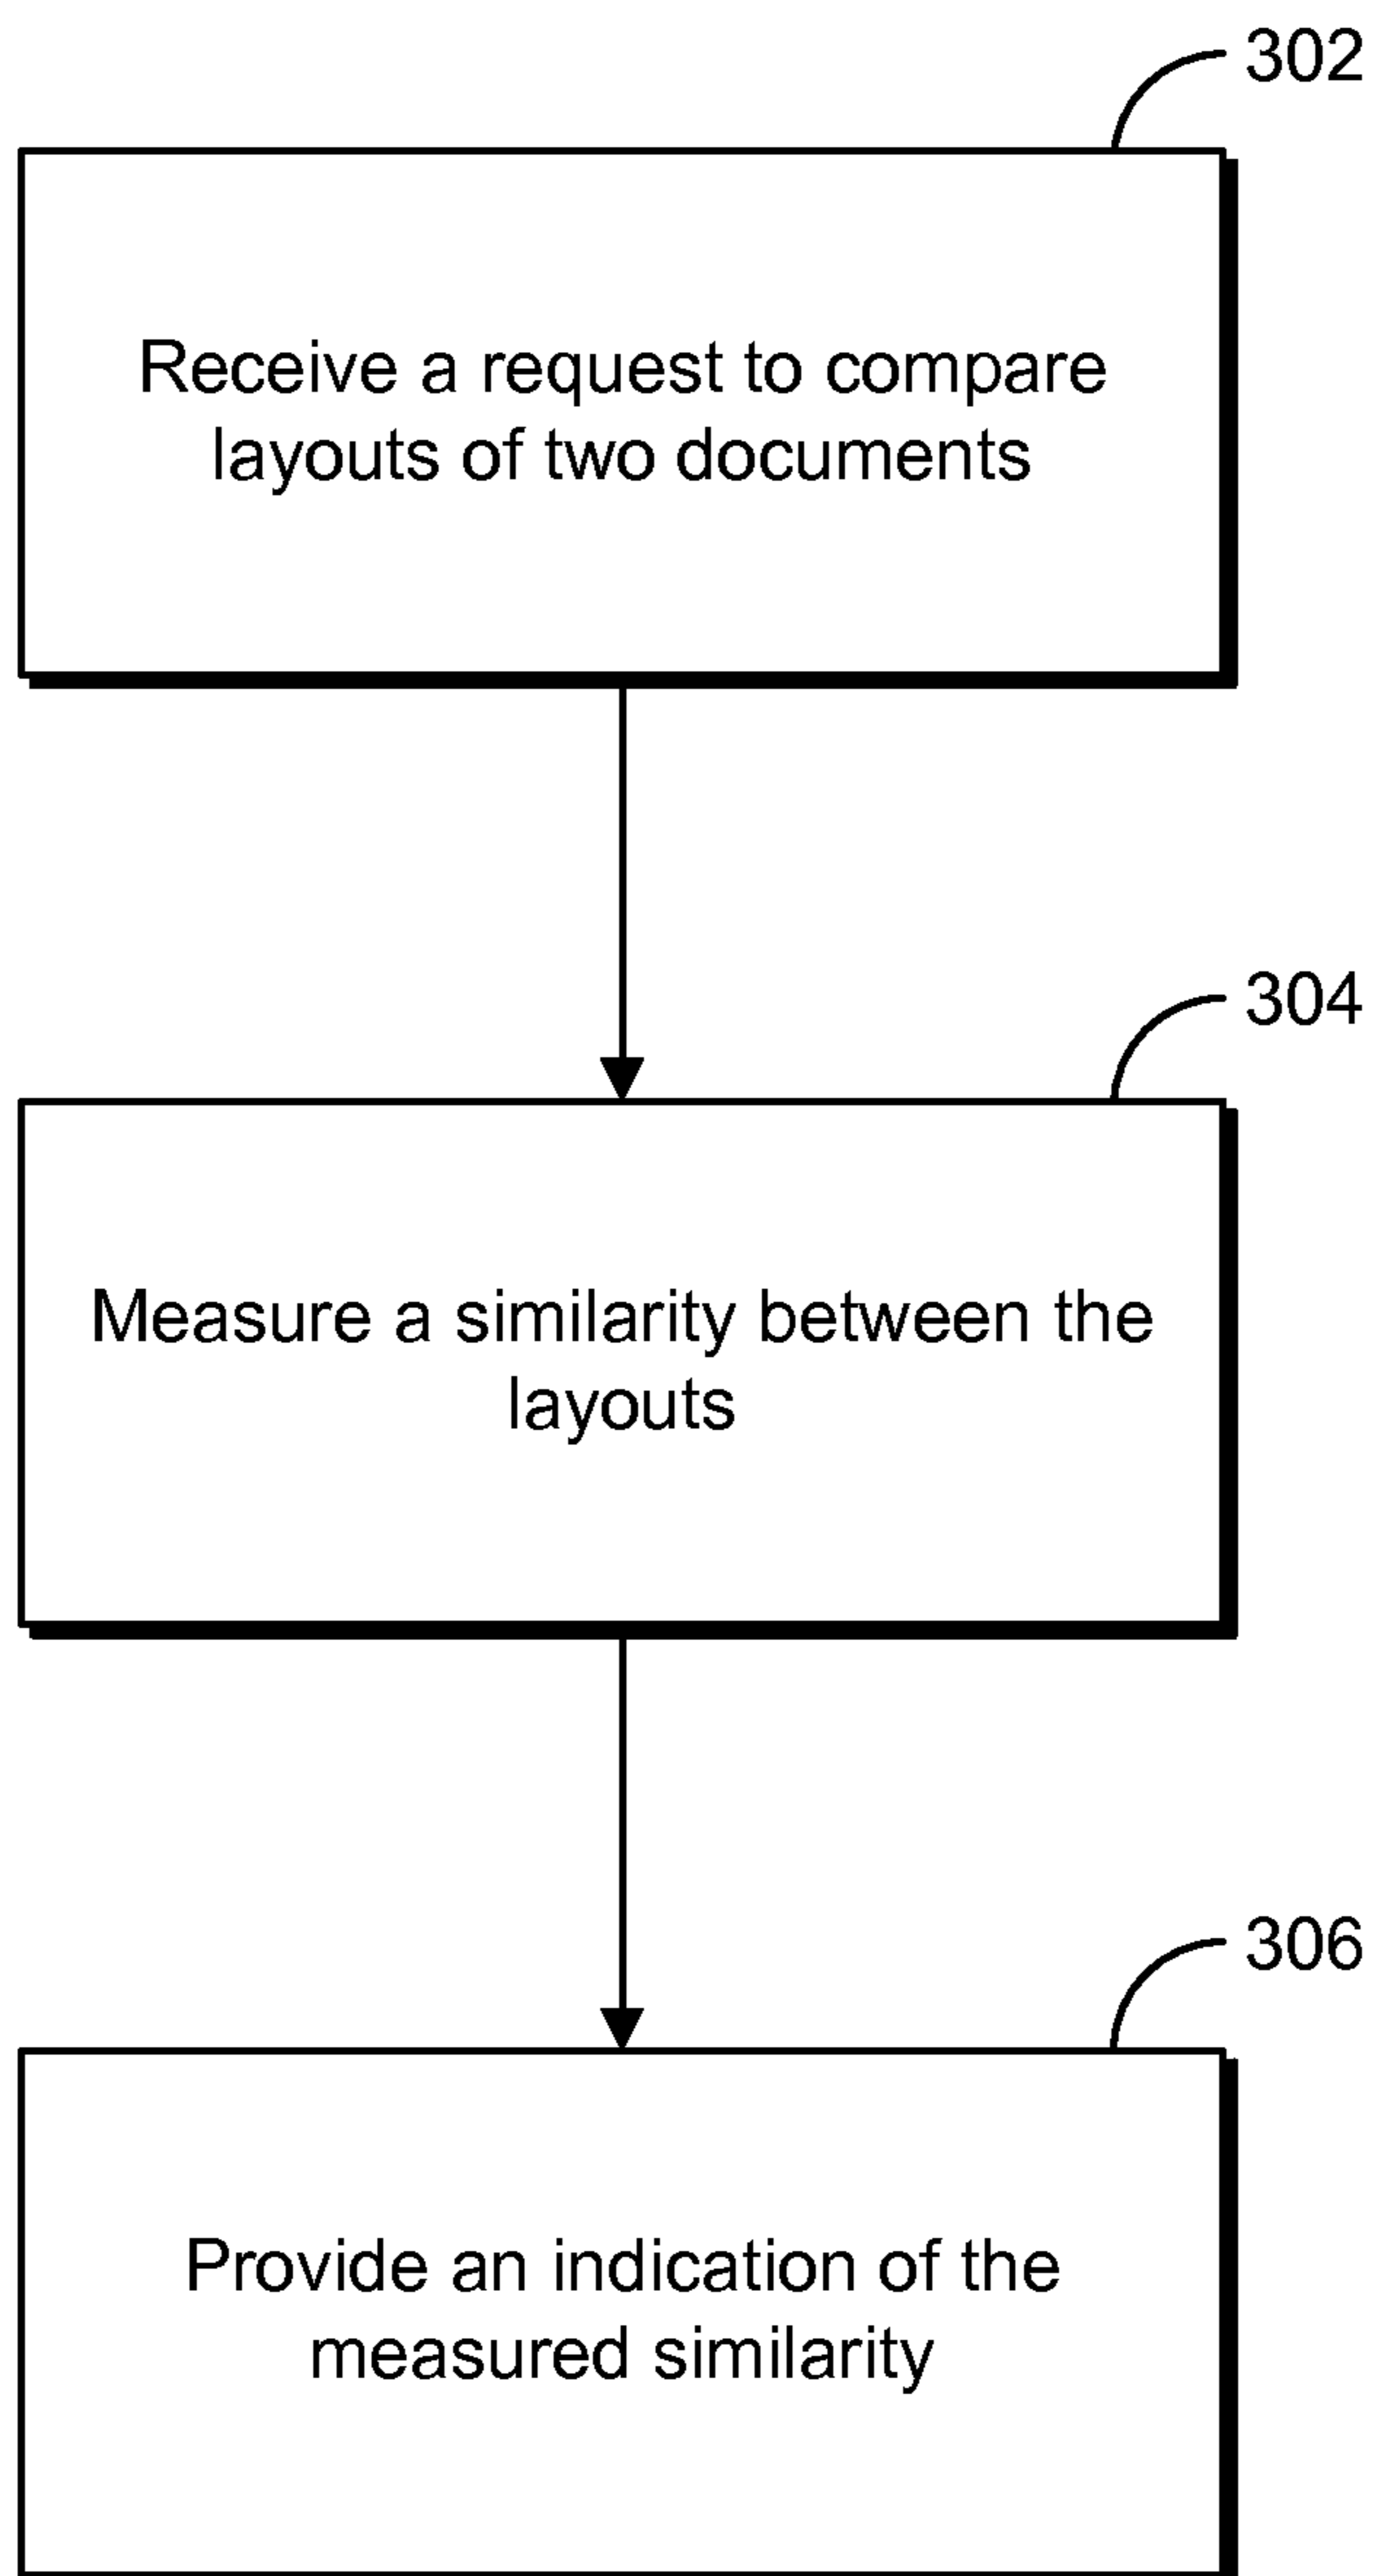 302
Receive a request to compare
layouts of two documents
304
Measure a similarity between the
layouts
306
Provide an indication of the
measured similarity